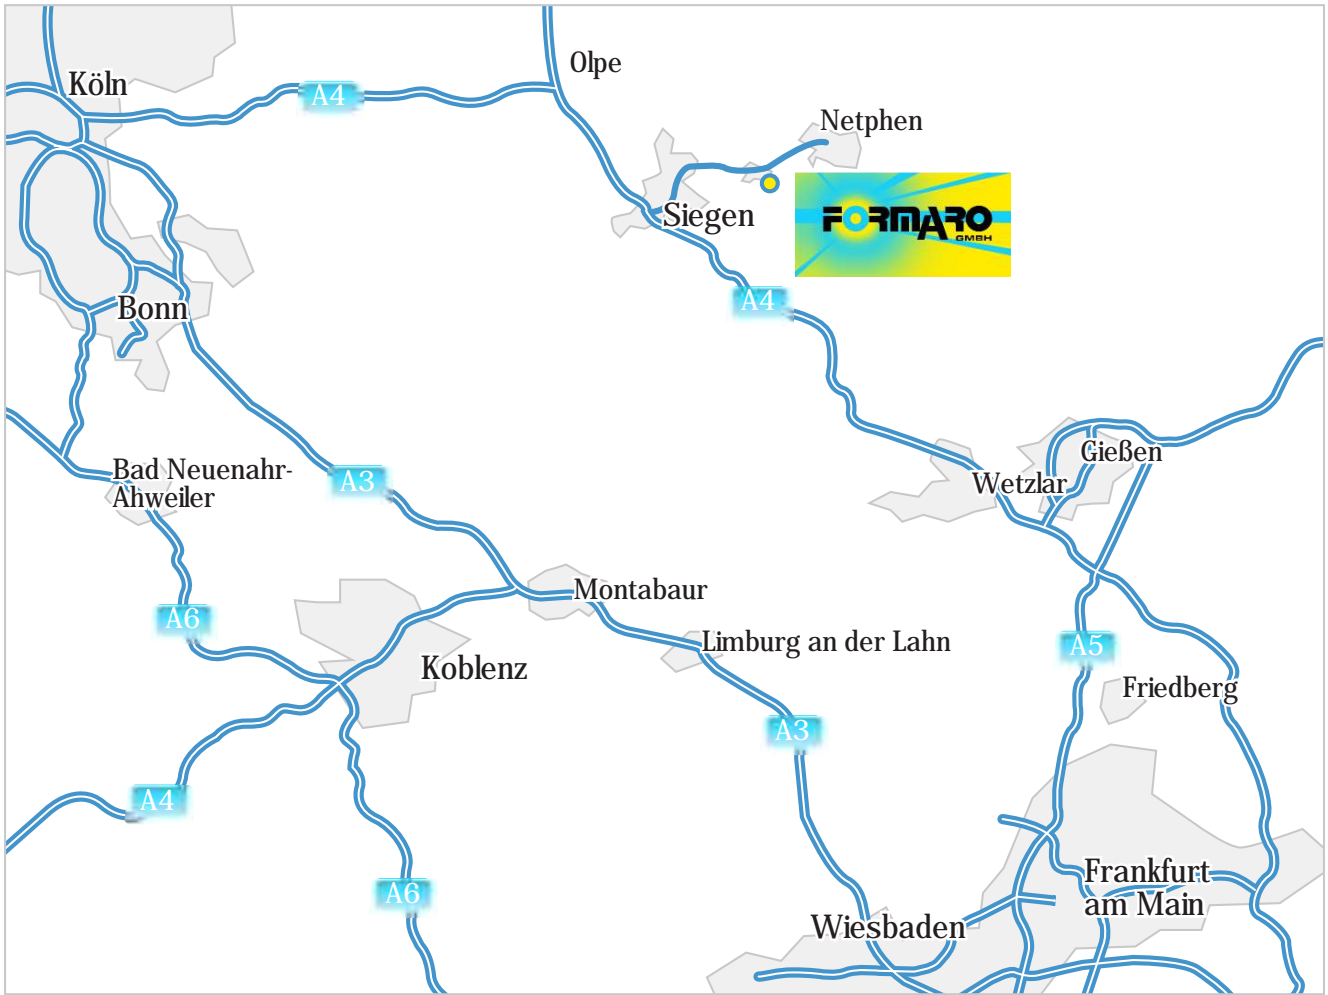 Olpe
Köln
A4
Netphen
Siegen
FORMARO
GMBH
A4
Bonn
Gießen
Bad Neuenahr-
Ahweiler
A3
Wetzlar
Montabaur
A6
Limburg an der Lahn
A5
Koblenz
Friedberg
A3
A4
Frankfurt
am Main
A6
Wiesbaden